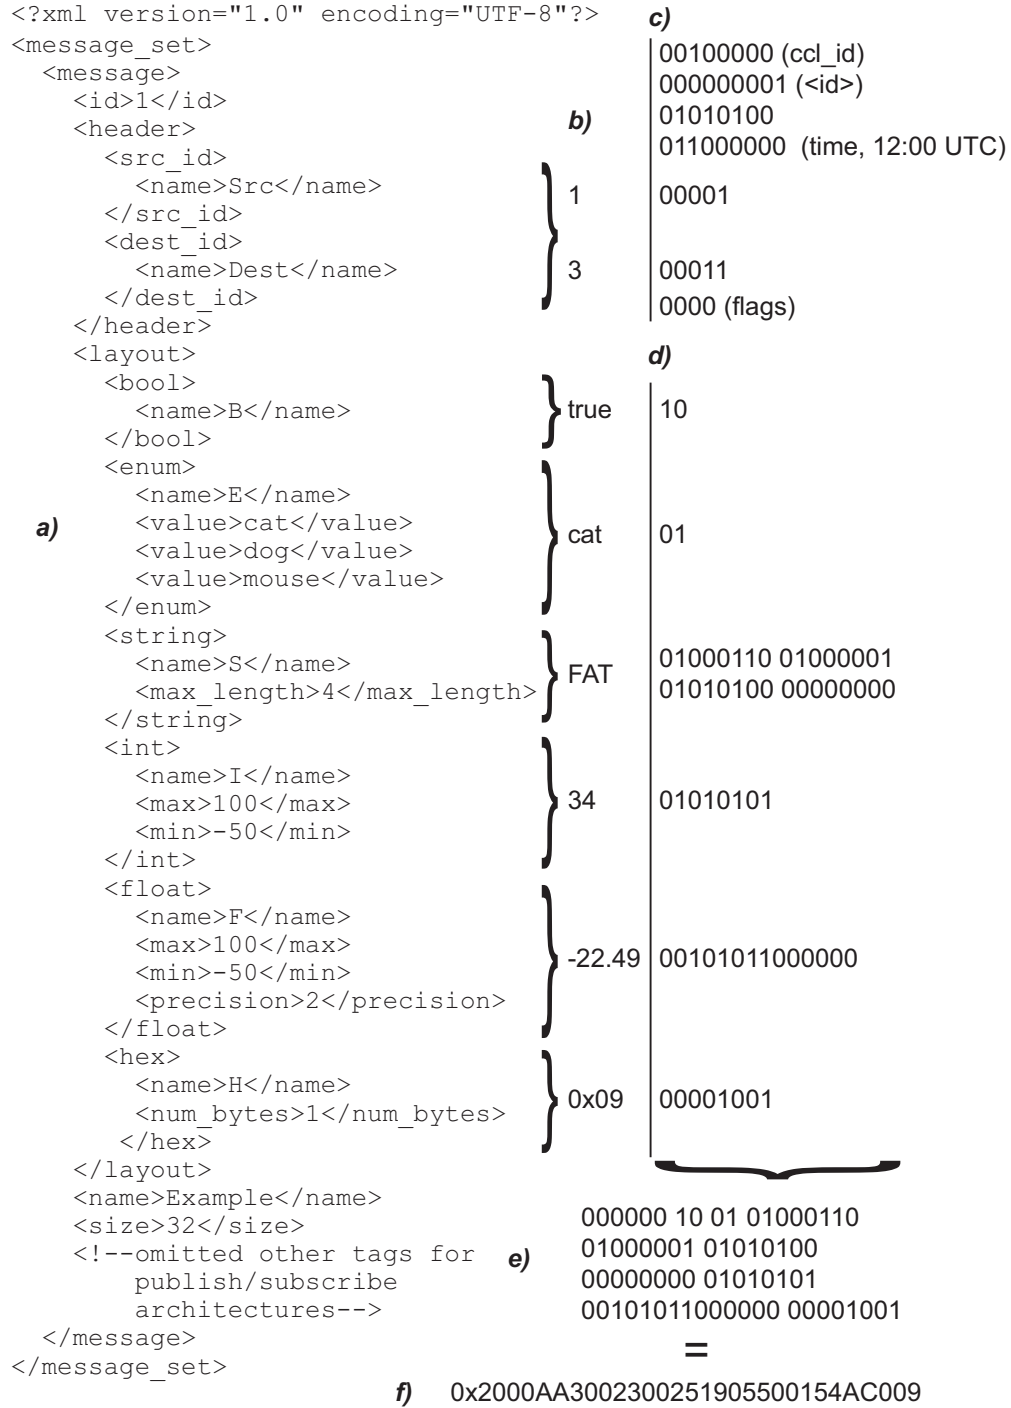 <?xml version="1.0" encoding="UTF-8"?>
<message_set>
<message>
<id>1</id>
<header>
<src_id>
<name>Src</name>
</src_id>
<dest_id>
<name>Dest</name>
</dest_id>
</header>
<layout>
<bool>
<name>B</name>
</bool>
<enum>
<name>E</name>
a) <value>cat</value>
<value>dog</value>
<value>mouse</value>
</enum>
<string>
<name>S</name>
<max_length>4</max_length>
</string>
<int>
<name>I</name>
<max>100</max>
<min>-50</min>
</int>
<float>
<name>F</name>
<max>100</max>
<min>-50</min>
<precision>2</precision>
</float>
<hex>
<name>H</name>
<num_bytes>1</num_bytes>
</hex>
</layout>
<name>Example</name>
<size>32</size>
<!--omitted other tags for
publish/subscribe
architectures-->
</message>
</message_set>
b)
1
3
true
cat
FAT
34
-22.49
0x09
c)
00100000 (ccl_id)
000000001 (<id>)
01010100
011000000 (time, 12:00 UTC)
00001
00011
0000 (flags)
d)
10
01
01000110 01000001
01010100 00000000
01010101
00101011000000
00001001
e)
000000 10 01 01000110
01000001 01010100
00000000 01010101
00101011000000 00001001
=
f) 0x2000AA3002300251905500154AC009